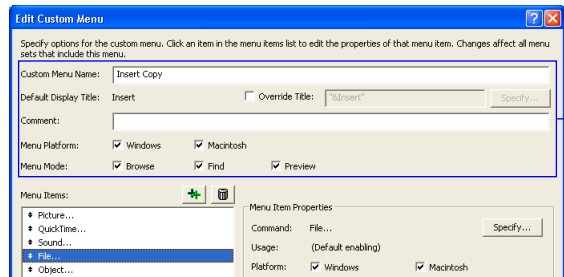 Edit Custom Menu
Specify options for the custom menu. Click an item in the menu items list to edit the properties of that menu item. Changes affect all menu
sets that include this menu.
Custom Menu Name: Insert Copy
Default Display Title: Insert Override Title: "&Insert" Specify...
Comment:
Menu Platform: Windows Macintosh
Menu Mode: Browse Find Preview
Menu Items:
Picture...
QuickTime...
Sound...
File...
Object...
Menu Item Properties
Command: File... Specify...
Usage: (Default enabling)
Platform: Windows Macintosh